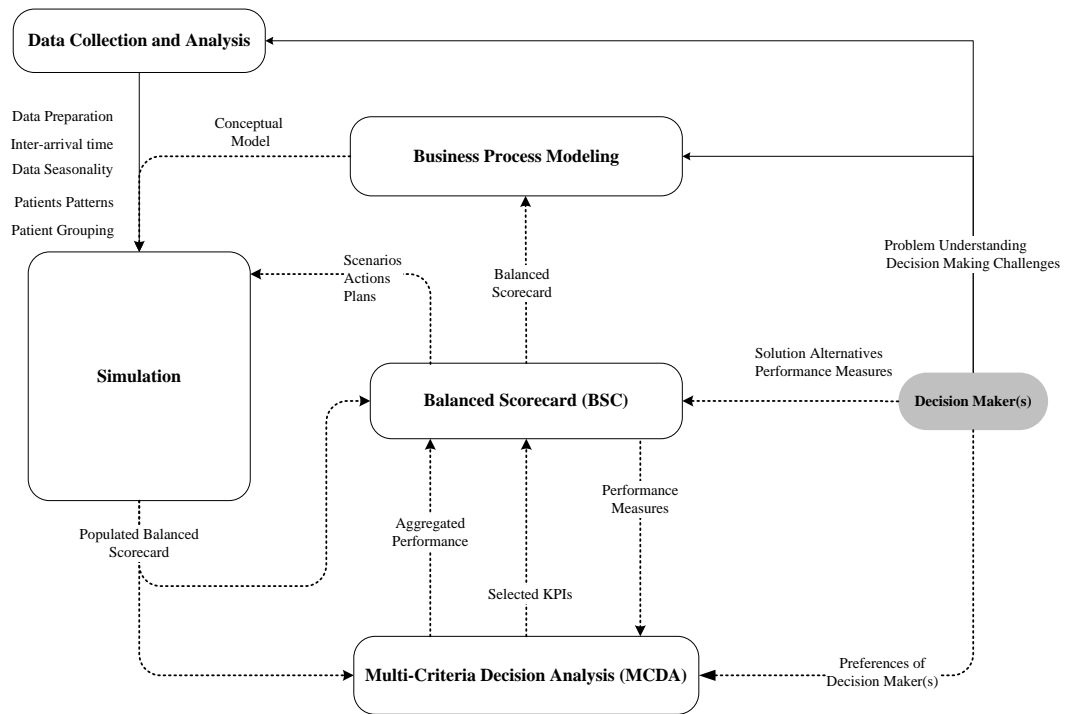 Data Collection and Analysis
Data Preparation
Inter-arrival time
Data Seasonality
Patients Patterns
Patient Grouping
Conceptual
Model
Business Process Modeling
Problem Understanding
Decision Making Challenges
Scenarios
Actions
Plans
Balanced
Scorecard
Simulation
Solution Alternatives
Performance Measures
Balanced Scorecard (BSC)
Decision Maker(s)
Populated Balanced
Scorecard
Aggregated
Performance
Selected KPIs
Performance
Measures
Multi-Criteria Decision Analysis (MCDA)
Preferences of
Decision Maker(s)